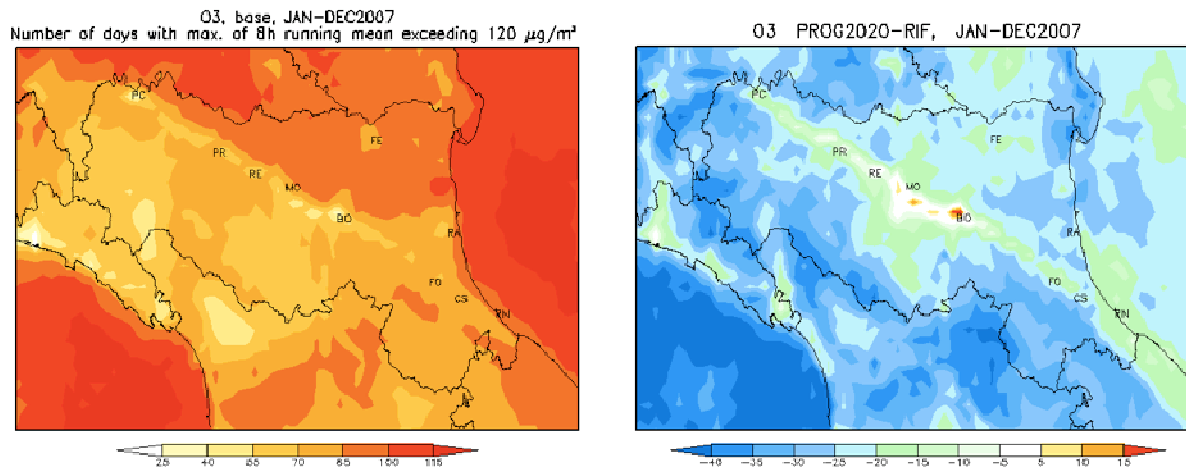 O3, base, JAN-DEC2007
Number of days with max. of 8h running mean exceeding 120 μg/m³
PC
FE
PR
RE
MO
BO
RA
FO
CS
RN
25 40 55 70 85 100 115
O3 PROG2020-RIF, JAN-DEC2007
PC
FE
PR
RE
MO
BO
RA
FO
CS
RN
-40 -35 -30 -25 -20 -15 -10 -5 5 10 15